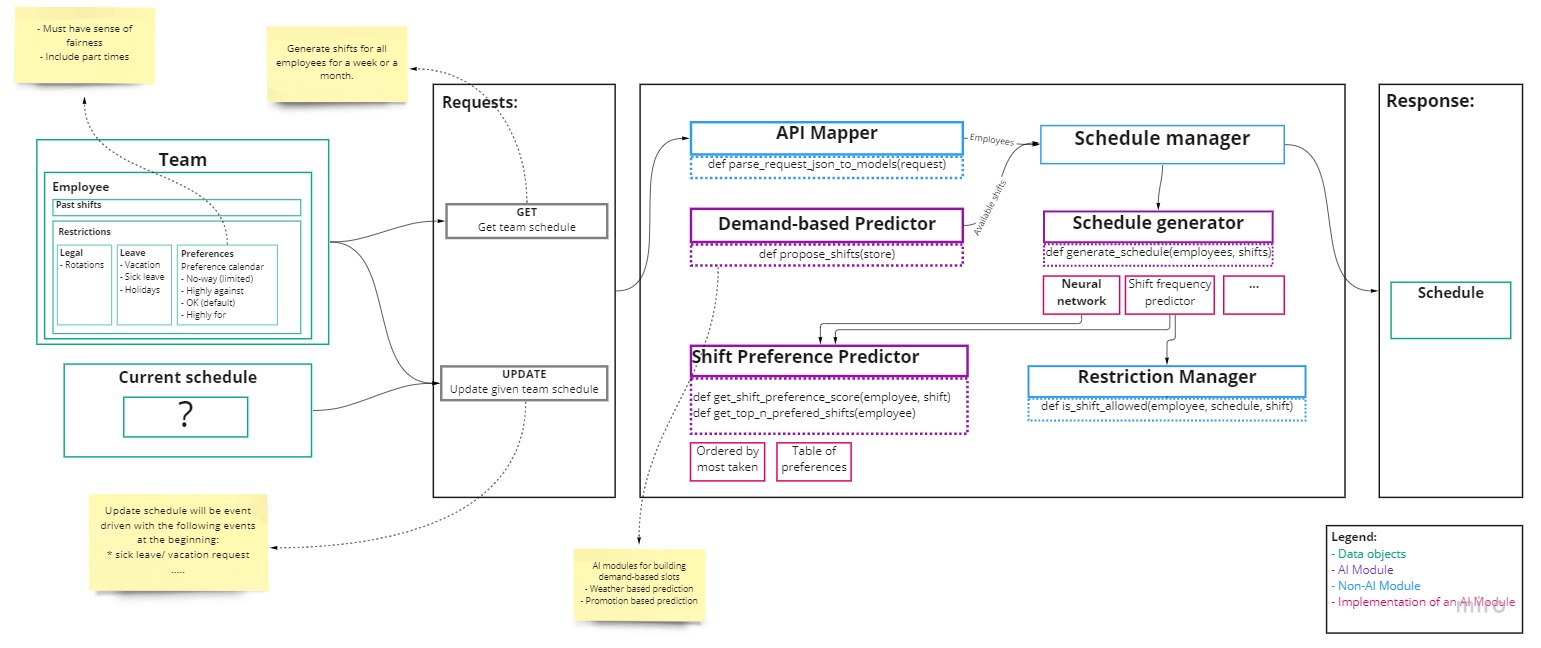 - Must have sense of
fairness
- Include part times
Generate shifts for all
employees for a week or a
month.
Team
Employee
Past shifts
Restrictions
Legal
- Rotations
Leave
- Vacation
- Sick leave
- Holidays
Preferences
Preference calendar
- No-way (limited)
- Highly against
- OK (default)
- Highly for
Current schedule
?
Update schedule will be event
driven with the following events
at the beginning:
* sick leave/ vacation request
.....
Requests:
GET
Get team schedule
UPDATE
Update given team schedule
API Mapper
def parse_request_json_to_models(request)
Employees
Available shifts
Demand-based Predictor
def propose_shifts(store)
Schedule manager
Schedule generator
def generate_schedule(employees, shifts)
Neural
network
Shift frequency
predictor
...
Shift Preference Predictor
def get_shift_preference_score(employee, shift)
def get_top_n_prefered_shifts(employee)
Ordered by
most taken
Table of
preferences
Restriction Manager
def is_shift_allowed(employee, schedule, shift)
AI modules for building
demand-based slots
- Weather based prediction
- Promotion based prediction
Response:
Schedule
Legend:
- Data objects
- AI Module
- Non-AI Module
- Implementation of an AI Module
miro